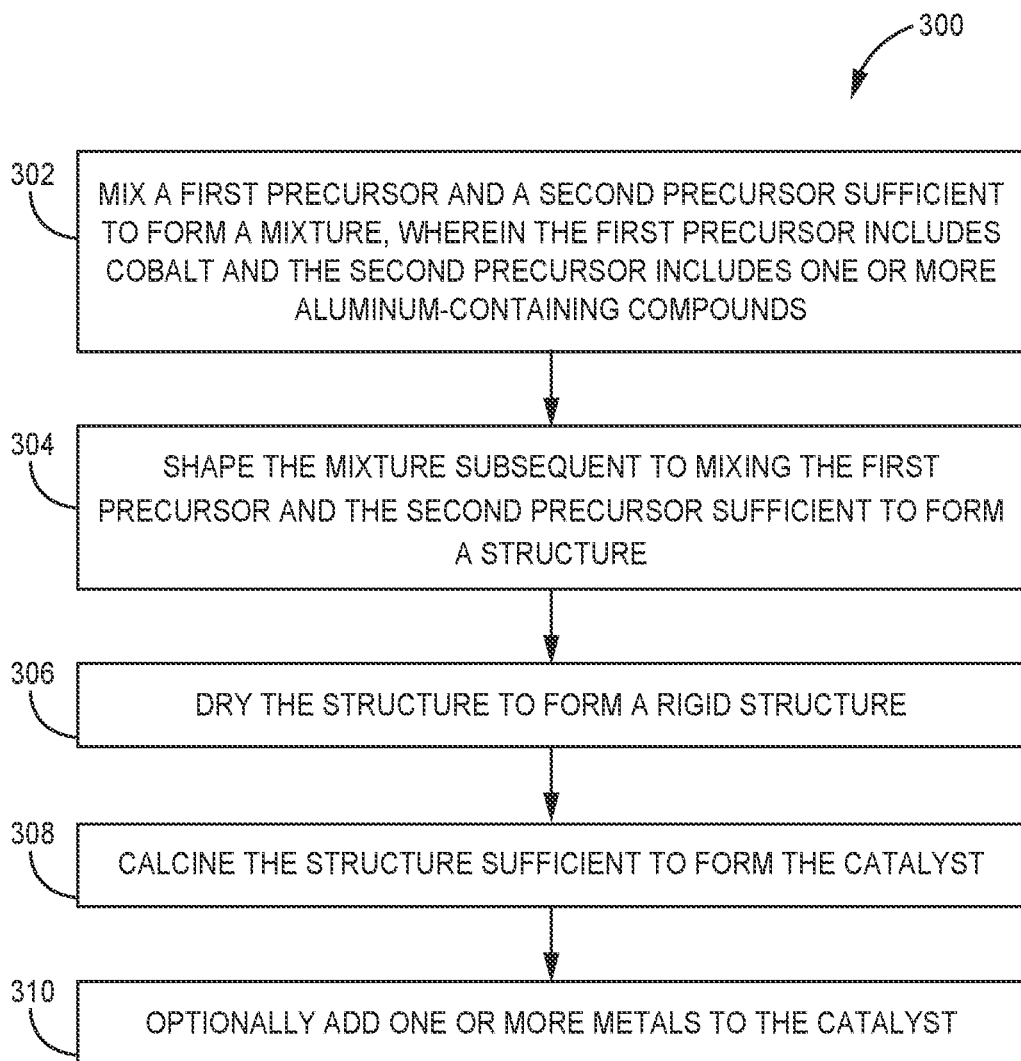 300
302
MIX A FIRST PRECURSOR AND A SECOND PRECURSOR SUFFICIENT
TO FORM A MIXTURE, WHEREIN THE FIRST PRECURSOR INCLUDES
COBALT AND THE SECOND PRECURSOR INCLUDES ONE OR MORE
ALUMINUM-CONTAINING COMPOUNDS
304
SHAPE THE MIXTURE SUBSEQUENT TO MIXING THE FIRST
PRECURSOR AND THE SECOND PRECURSOR SUFFICIENT TO FORM
A STRUCTURE
306
DRY THE STRUCTURE TO FORM A RIGID STRUCTURE
308
CALCINE THE STRUCTURE SUFFICIENT TO FORM THE CATALYST
310
OPTIONALLY ADD ONE OR MORE METALS TO THE CATALYST